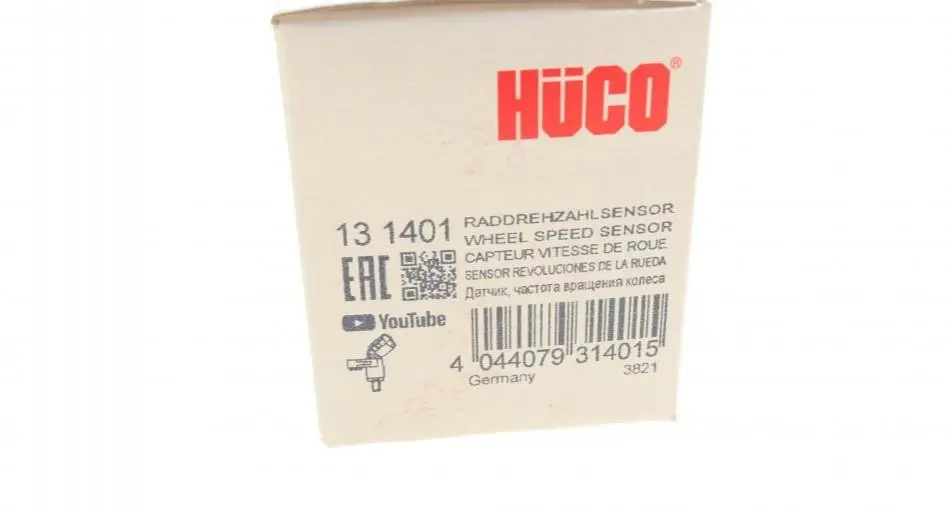 HÜCO®
13 1401
RADDREHZAHLSENSOR
WHEEL SPEED SENSOR
CAPTEUR VITESSE DE ROUE
SENSOR REVOLUCIONES DE LA RUEDA
Датчик, частота вращения колеса
EAC
YouTube
4 044079 314015
Germany
3821